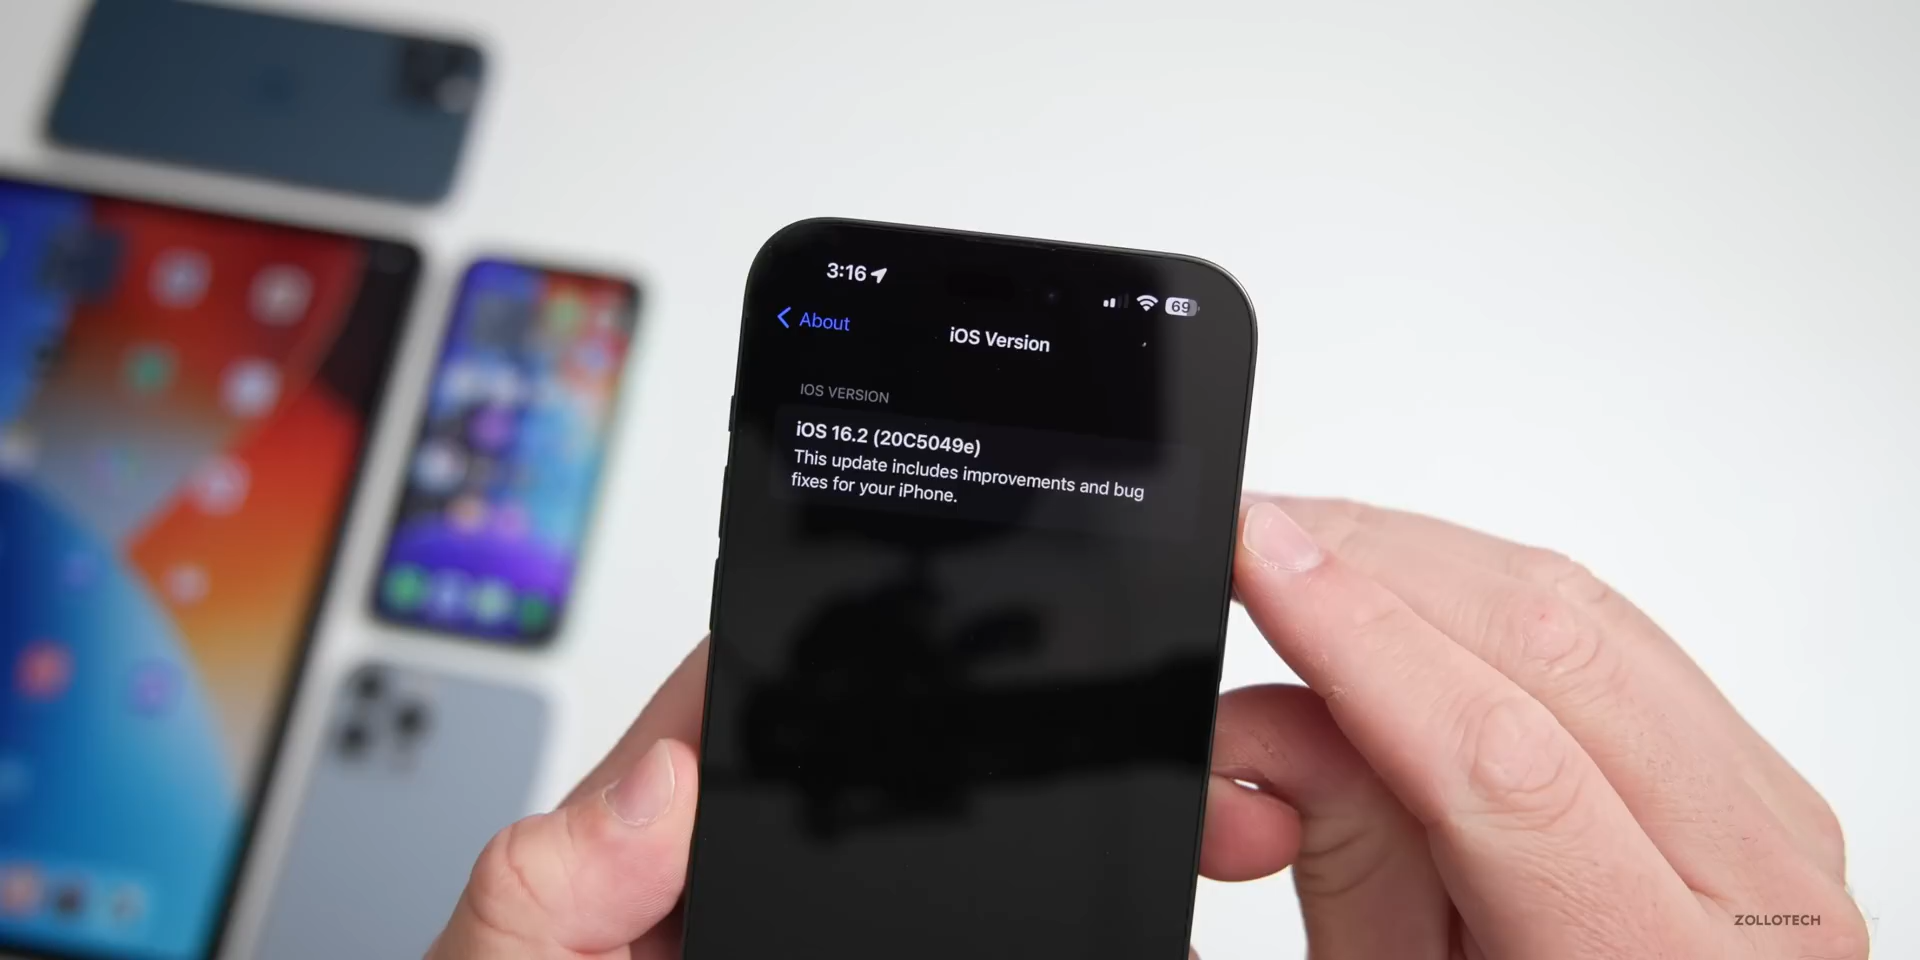 3:16
69
About
iOS Version
IOS VERSION
iOS 16.2 (20C5049e)
This update includes improvements and bug
fixes for your iPhone.
ZOLLOTECH